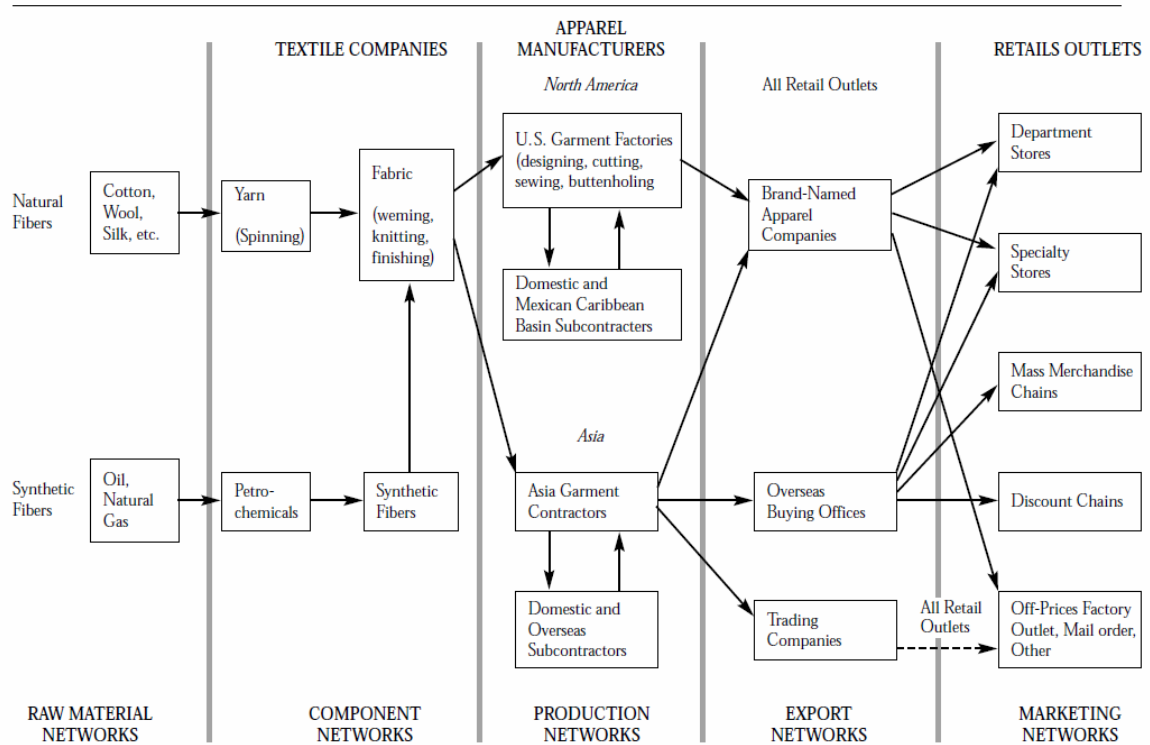 TEXTILE COMPANIES
APPAREL
MANUFACTURERS
RETAILS OUTLETS
North America
All Retail Outlets
Natural
Fibers
Cotton,
Wool,
Silk, etc.
Yarn
(Spinning)
Fabric
(weming,
knitting,
finishing)
U.S. Garment Factories
(designing, cutting,
sewing, buttenholing
Domestic and
Mexican Caribbean
Basin Subcontracters
Brand-Named
Apparel
Companies
Department
Stores
Specialty
Stores
Mass Merchandise
Chains
Asia
Synthetic
Fibers
Oil,
Natural
Gas
Petro-
chemicals
Synthetic
Fibers
Asia Garment
Contractors
Overseas
Buying Offices
Discount Chains
Domestic and
Overseas
Subcontractors
Trading
Companies
All Retail
Outlets
Off-Prices Factory
Outlet, Mail order,
Other
RAW MATERIAL
NETWORKS
COMPONENT
NETWORKS
PRODUCTION
NETWORKS
EXPORT
NETWORKS
MARKETING
NETWORKS